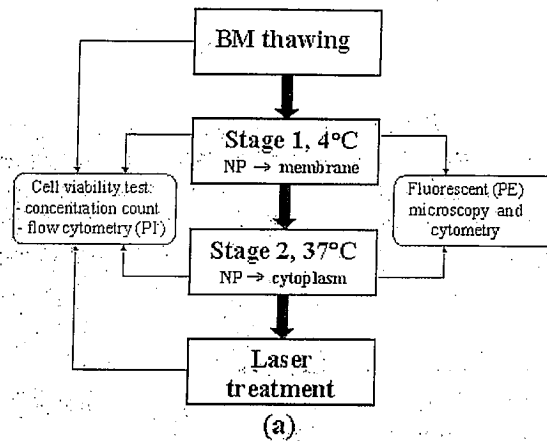 BM thawing
Stage 1, 4°C
NP → membrane
Cell viability test:
- concentration count
- flow cytometry (PI)
Fluorescent (PE)
microscopy and
cytometry
Stage 2, 37°C
NP → cytoplasm
Laser
treatment
(a)